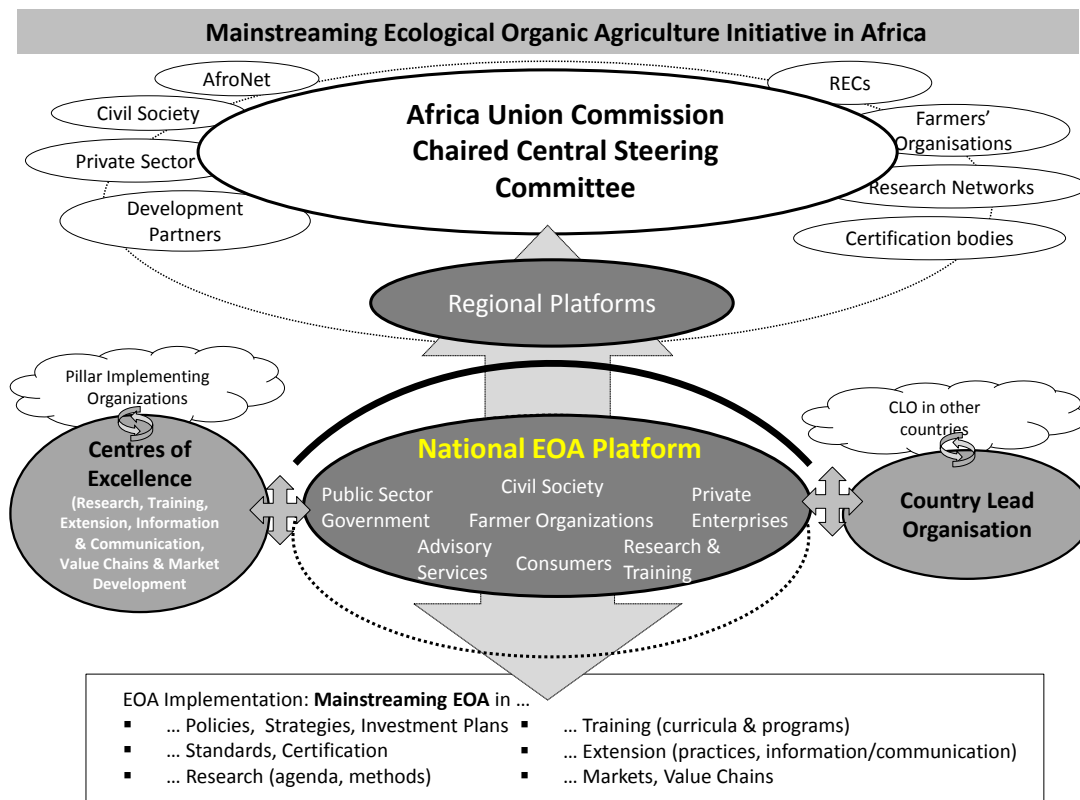 Mainstreaming Ecological Organic Agriculture Initiative in Africa
AfroNet
Civil Society
Private Sector
Development
Partners
Africa Union Commission
Chaired Central Steering
Committee
RECs
Farmers'
Organisations
Research Networks
Certification bodies
Regional Platforms
Pillar Implementing
Organizations
Centres of
Excellence
(Research, Training,
Extension, Information
& Communication,
Value Chains & Market
Development
National EOA Platform
Public Sector
Government
Civil Society
Farmer Organizations
Private
Enterprises
Advisory
Services
Consumers
Research &
Training
CLO in other
countries
Country Lead
Organisation
EOA Implementation: Mainstreaming EOA in ...
▪ ... Policies, Strategies, Investment Plans
▪ ... Standards, Certification
▪ ... Research (agenda, methods)
▪ ... Training (curricula & programs)
▪ ... Extension (practices, information/communication)
▪ ... Markets, Value Chains